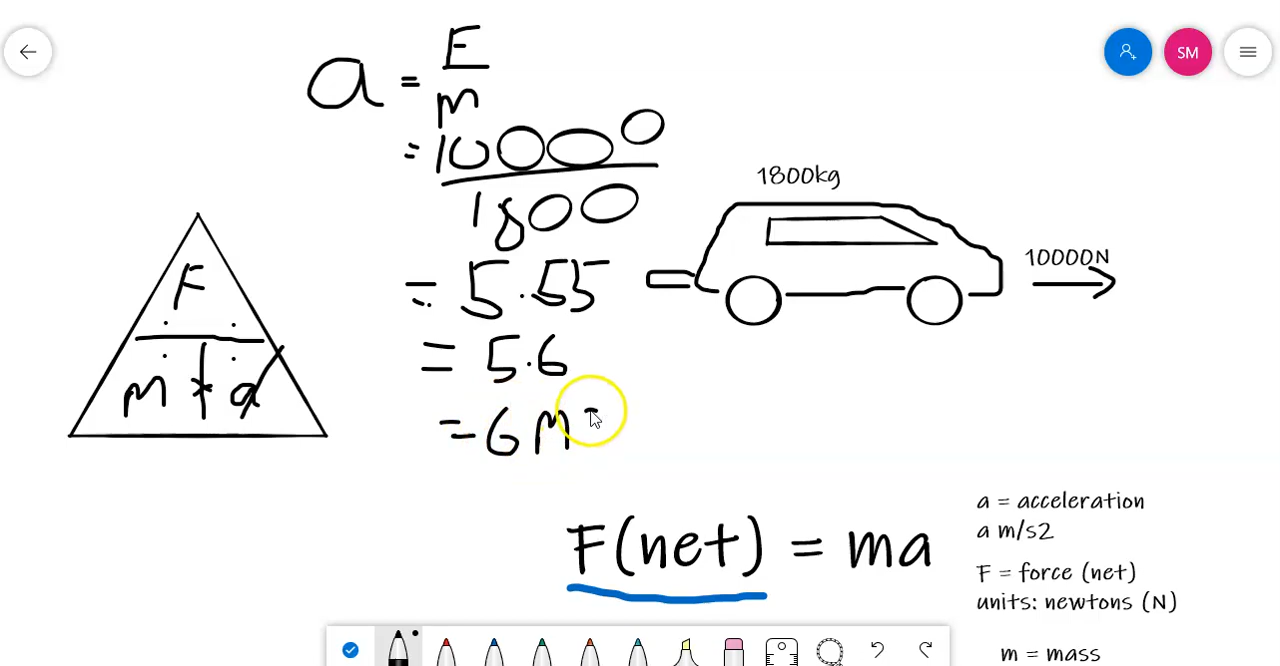 SM
a = F
m
= 10000
1800
= 5.55
= 5.6
= 6 m
F
m * a
1800kg
10000N
F(net) = ma
a = acceleration
a m/s2
F = force (net)
units: newtons (N)
m = mass